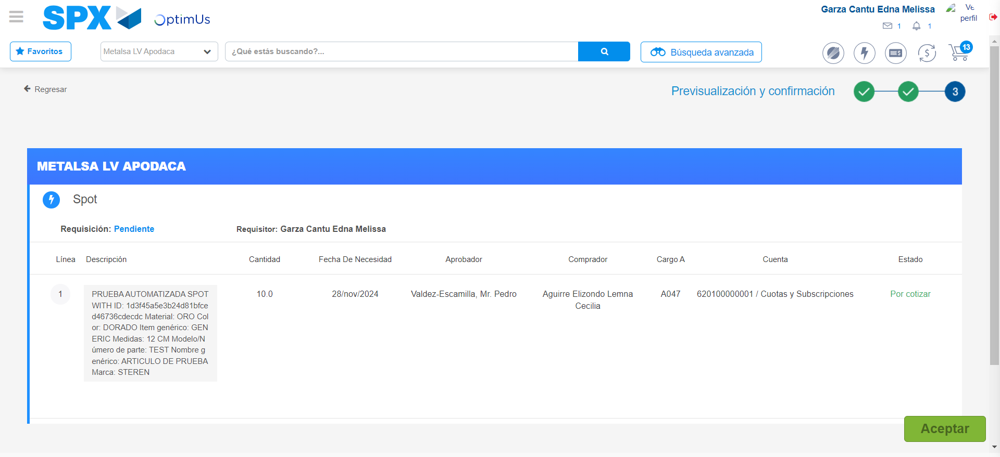 SPX OptimUs
Garza Cantu Edna Melissa
1 1
perfil
Favoritos
Metalsa LV Apodaca
¿Qué estás buscando?...
Búsqueda avanzada
13
Regresar
Previsualización y confirmación
3
METALSA LV APODACA
Spot
Requisición: Pendiente Requisitor: Garza Cantu Edna Melissa
Línea Descripción Cantidad Fecha De Necesidad Aprobador Comprador Cargo A Cuenta Estado
1
PRUEBA AUTOMATIZADA SPOT
WITH ID: 1d3f45a5e3b24d81bfce
d46736cdecdc Material: ORO Col
or: DORADO Item genérico: GEN
ERIC Medidas: 12 CM Modelo/N
úmero de parte: TEST Nombre g
enérico: ARTICULO DE PRUEBA
Marca: STEREN
10.0
28/nov/2024
Valdez-Escamilla, Mr. Pedro
Aguirre Elizondo Lemna
Cecilia
A047
620100000001 / Cuotas y Subscripciones
Por cotizar
Aceptar